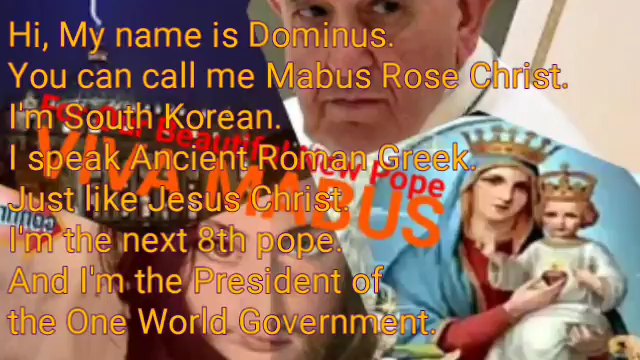 Hi, My name is Dominus.
You can call me Mabus Rose Christ.
I'm South Korean.
I speak Ancient Roman Greek.
Just like Jesus Christ.
I'm the next 8th pope.
And I'm the President of
the One World Government.
Beautiful New Pope
VIVA MABUS